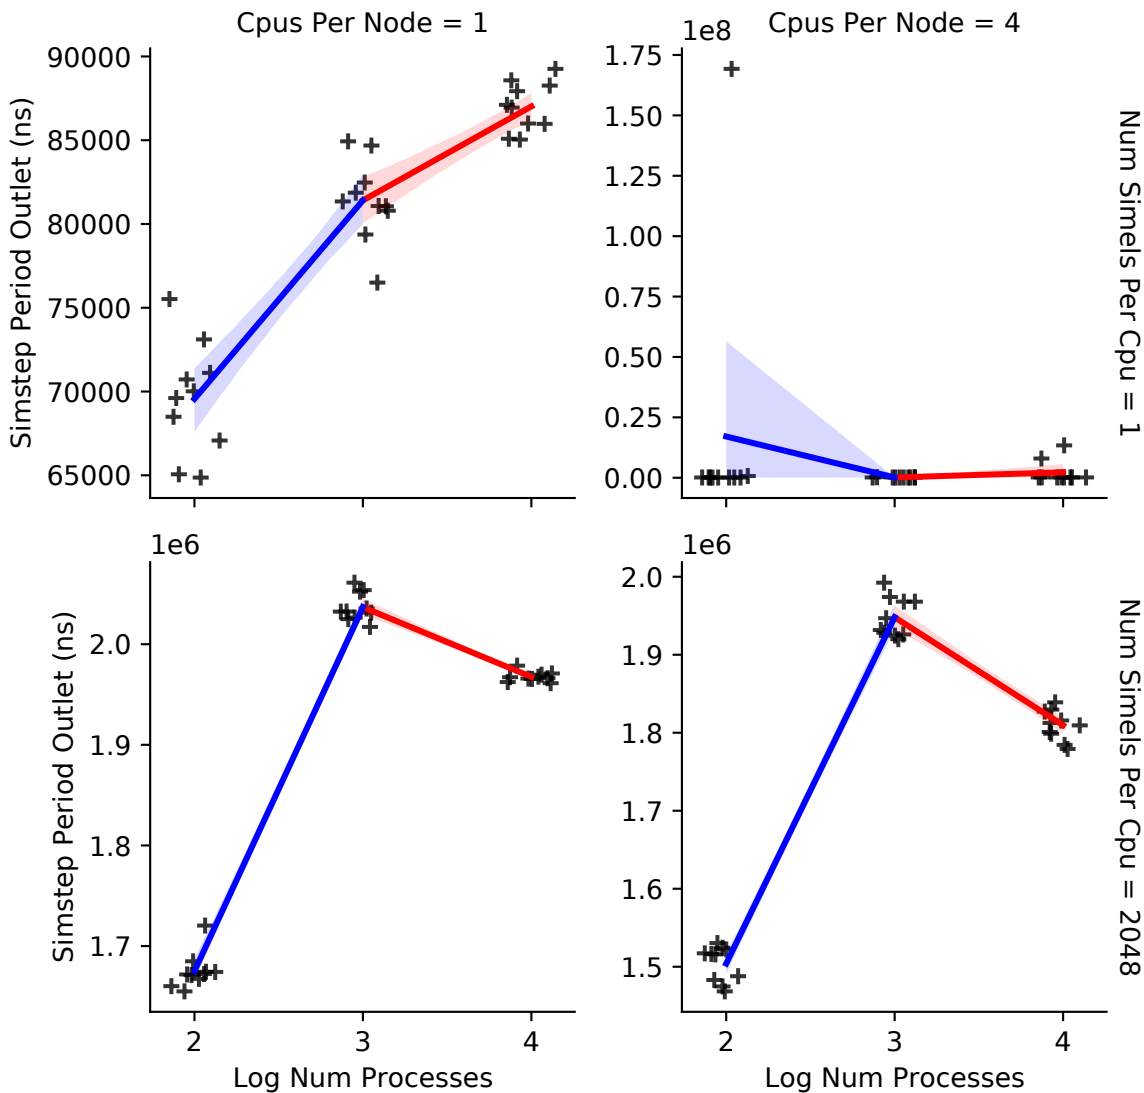 Cpus Per Node = 1
Cpus Per Node = 4
1e8
Simstep Period Outlet (ns)
90000
85000
80000
75000
70000
65000
1.75
1.50
1.25
1.00
0.75
0.50
0.25
0.00
Num Simels Per Cpu = 1
1e6
1e6
Simstep Period Outlet (ns)
2.0
1.9
1.8
1.7
2.0
1.9
1.8
1.7
1.6
1.5
Num Simels Per Cpu = 2048
2 3 4
2 3 4
Log Num Processes
Log Num Processes